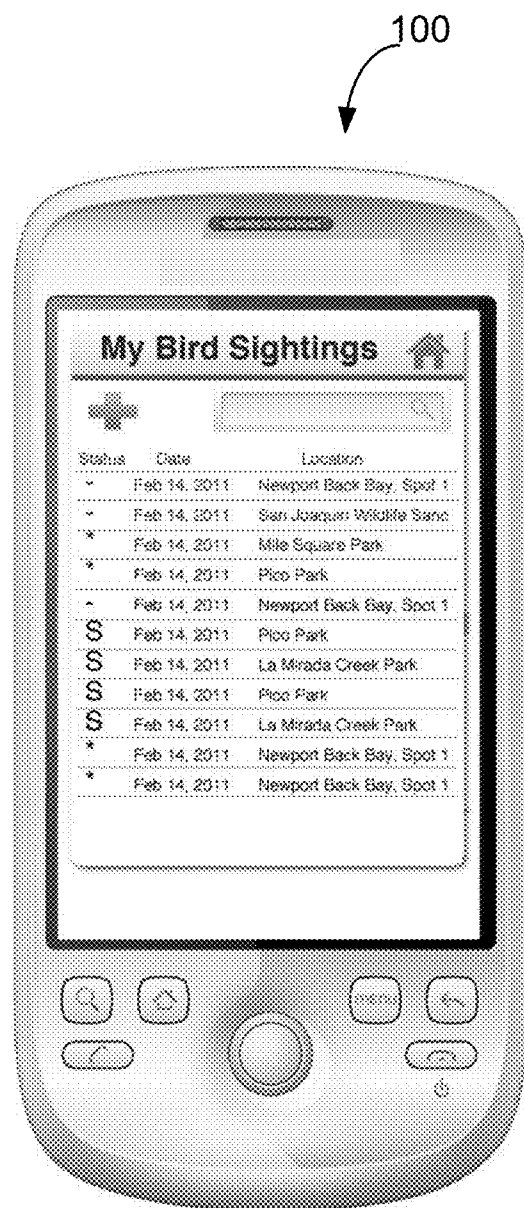 100
My Bird Sightings
Status Date Location
- Feb 14, 2011 Newport Back Bay, Spot 1
- Feb 14, 2011 San Joaquin Wildlife Sanc
* Feb 14, 2011 Mile Square Park
* Feb 14, 2011 Pico Park
- Feb 14, 2011 Newport Back Bay, Spot 1
S Feb 14, 2011 Pico Park
S Feb 14, 2011 La Mirada Creek Park
S Feb 14, 2011 Pico Park
S Feb 14, 2011 La Mirada Creek Park
* Feb 14, 2011 Newport Back Bay, Spot 1
* Feb 14, 2011 Newport Back Bay, Spot 1
menu